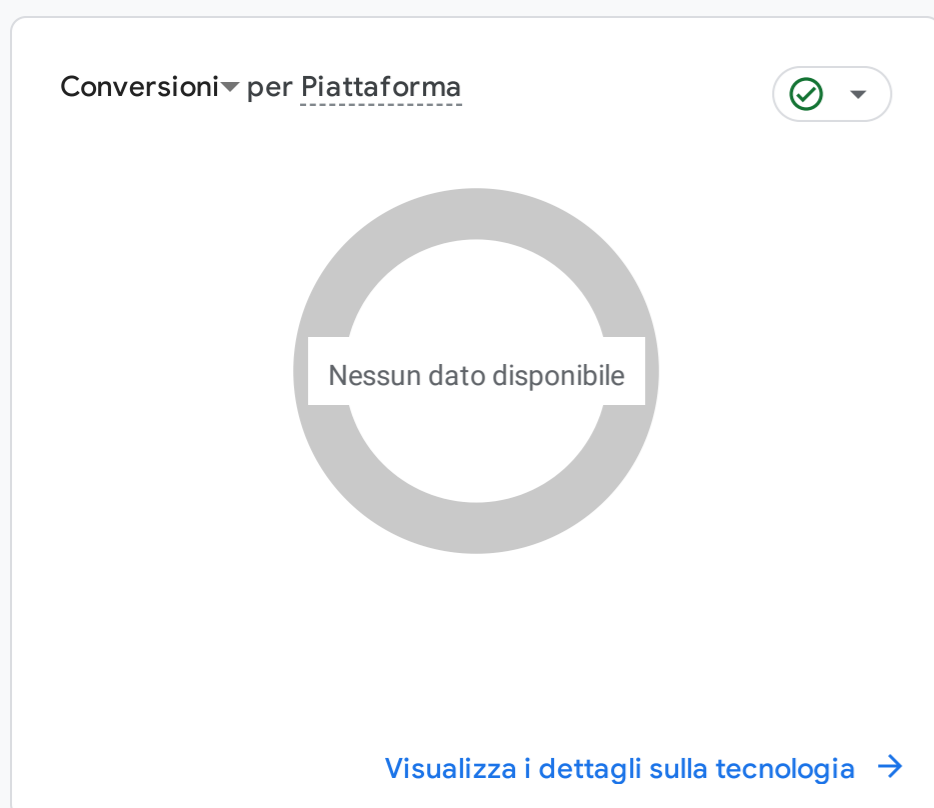 Conversioni per Piattaforma
Nessun dato disponibile
Visualizza i dettagli sulla tecnologia